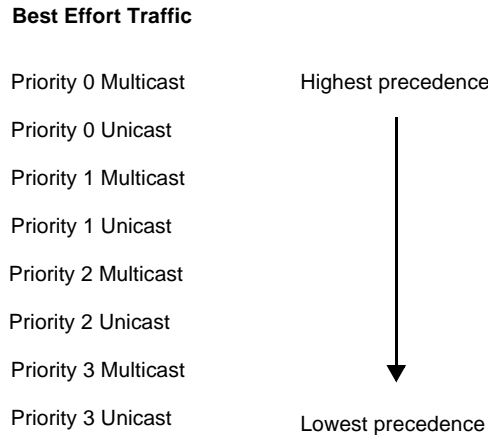 Best Effort Traffic
Priority 0 Multicast Highest precedence
Priority 0 Unicast
Priority 1 Multicast
Priority 1 Unicast
Priority 2 Multicast
Priority 2 Unicast
Priority 3 Multicast
Priority 3 Unicast Lowest precedence